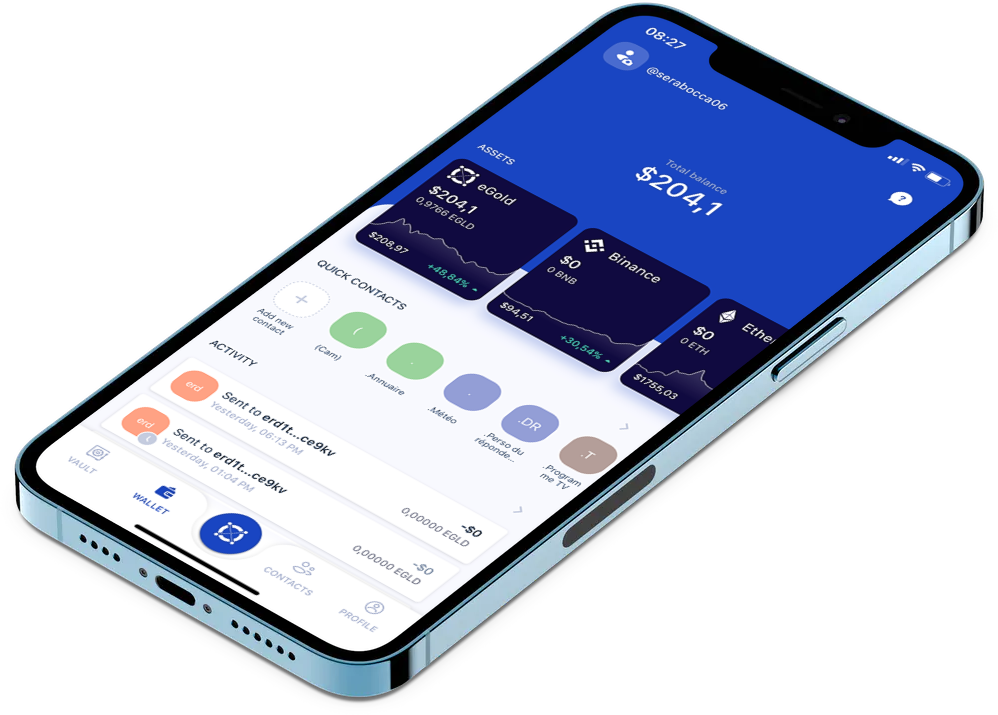 08:27
@serabocca06
?
Total balance
$204,1
ASSETS
eGold
$204,1
0,9766 EGLD
$208,97
+48,84%
Binance
$0
0 BNB
$94,51
+30,54%
Ether
$0
0 ETH
$1755,03
QUICK CONTACTS
+
Add new
contact
(
(Cam)
.
.Annuaire
.
.Météo
.DR
.Perso du
réponde...
.T
.Program
me TV
ACTIVITY
erd
Sent to erd1t...ce9kv
Yesterday, 06:13 PM
-$0
0,00000 EGLD
erd
Sent to erd1t...ce9kv
Yesterday, 01:04 PM
-$0
0,00000 EGLD
VAULT
WALLET
CONTACTS
PROFILE